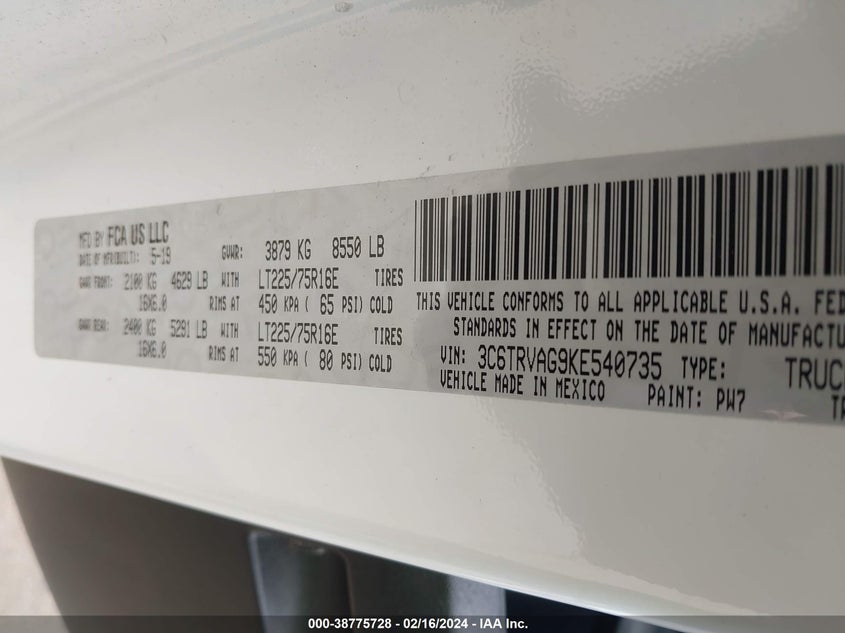 MFD BY FCA US LLC
DATE OF MFR(BUILT): 5-19 GVWR: 3879 KG 8550 LB
GAWR FRONT: 2100 KG 4629 LB WITH LT225/75R16E TIRES
16X6.0 RIMS AT 450 KPA ( 65 PSI) COLD
GAWR REAR: 2400 KG 5291 LB WITH LT225/75R16E TIRES
16X6.0 RIMS AT 550 KPA ( 80 PSI) COLD
THIS VEHICLE CONFORMS TO ALL APPLICABLE U.S.A. FED
STANDARDS IN EFFECT ON THE DATE OF MANUFACTU
VIN: 3C6TRVAG9KE540735 TYPE: TRUC
VEHICLE MADE IN MEXICO PAINT: PW7
000-38775728 - 02/16/2024 - IAA Inc.